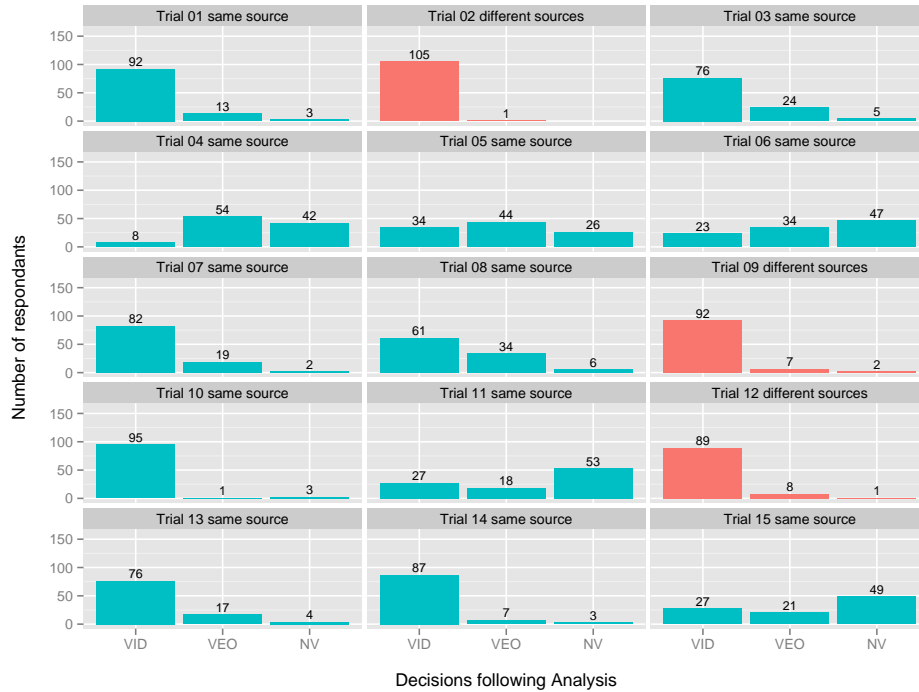 Trial 01 same source
Trial 02 different sources
Trial 03 same source
150
100
50
0
92
13
3
105
1
76
24
5
Trial 04 same source
Trial 05 same source
Trial 06 same source
150
100
50
0
8
54
42
34
44
26
23
34
47
Trial 07 same source
Trial 08 same source
Trial 09 different sources
150
100
50
0
82
19
2
61
34
6
92
7
2
Trial 10 same source
Trial 11 same source
Trial 12 different sources
150
100
50
0
95
1
3
27
18
53
89
8
1
Trial 13 same source
Trial 14 same source
Trial 15 same source
150
100
50
0
76
17
4
87
7
3
27
21
49
VID
VEO
NV
VID
VEO
NV
VID
VEO
NV
Number of respondants
Decisions following Analysis